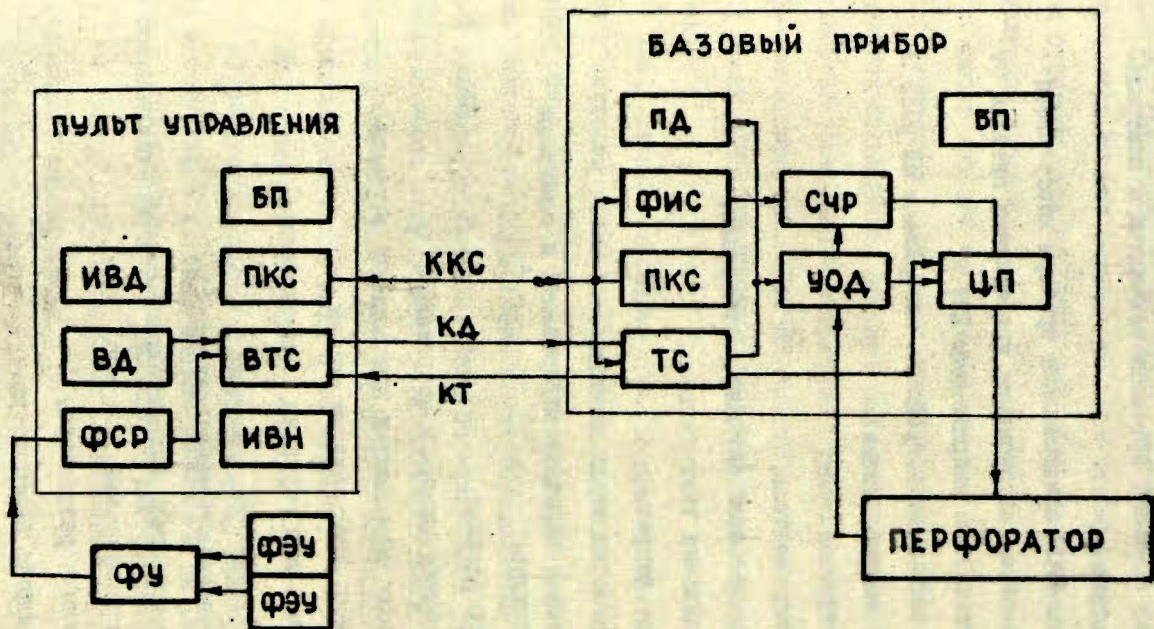 БАЗОВЫЙ ПРИБОР
ПУЛЬТ УПРАВЛЕНИЯ
ПД
БП
БП
ФИС
СЧР
ИВД
ПКС
ККС
ПКС
УОД
ЦП
ВД
ВТС
КД
ТС
КТ
ФСР
ИВН
ПЕРФОРАТОР
ФУ
ФЭУ
ФЭУ